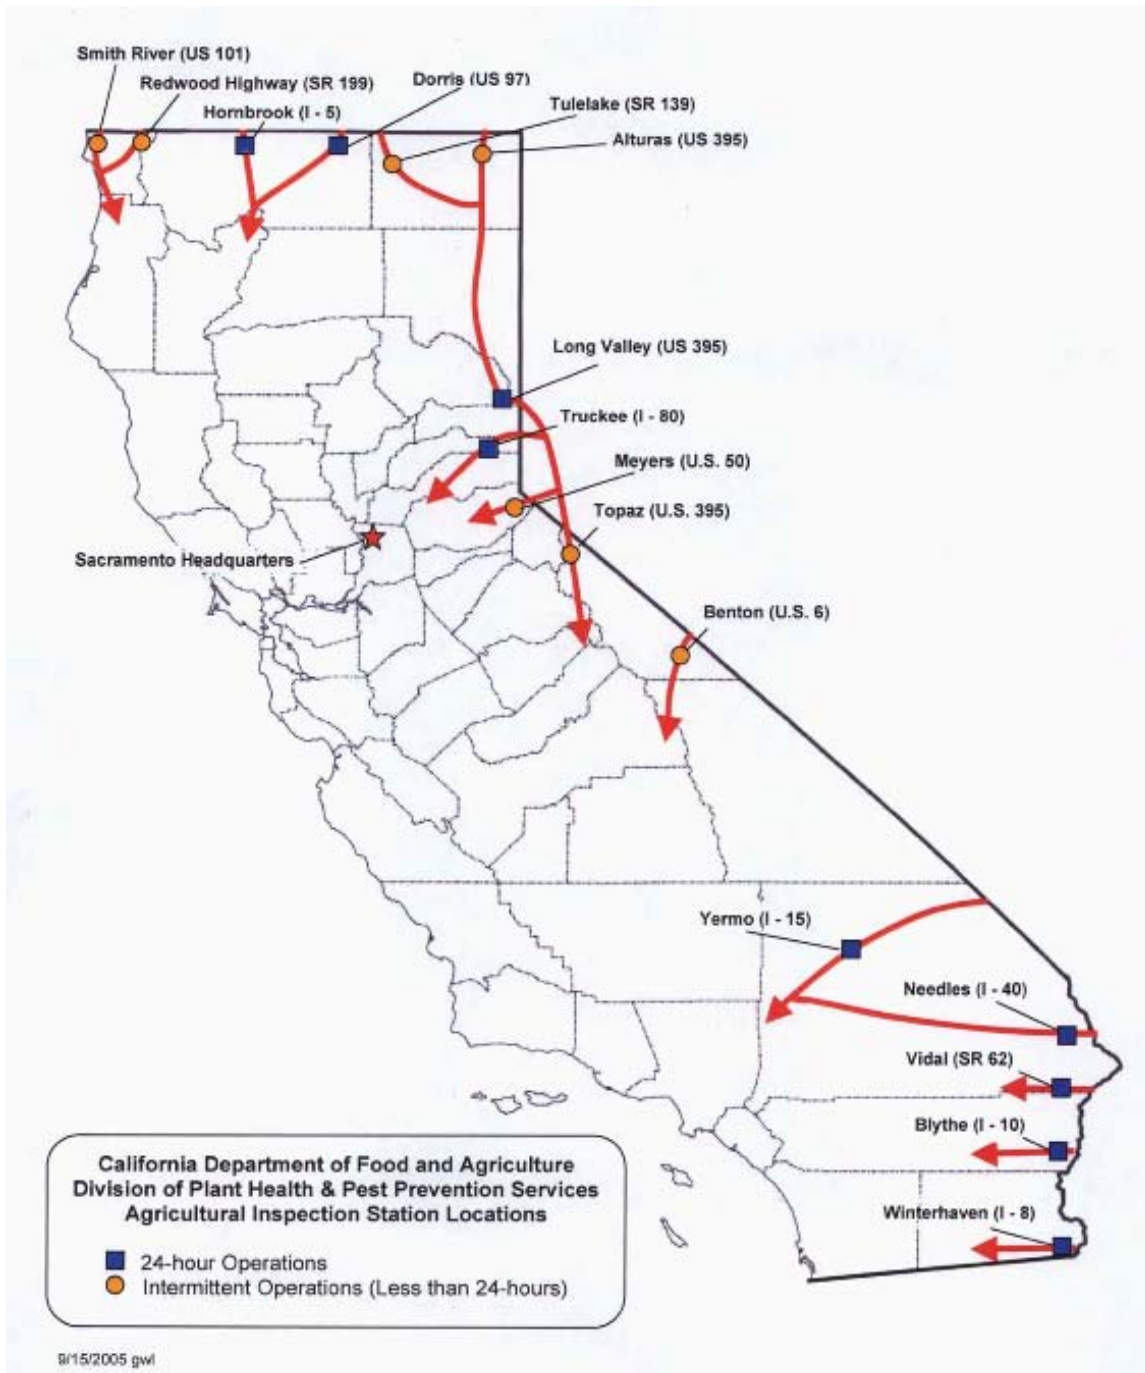 Smith River (US 101)
Redwood Highway (SR 199)
Dorris (US 97)
Hornbrook (I - 5)
Tulelake (SR 139)
Alturas (US 395)
Long Valley (US 395)
Truckee (I - 80)
Meyers (U.S. 50)
Topaz (U.S. 395)
Sacramento Headquarters
Benton (U.S. 6)
Yermo (I - 15)
Needles (I - 40)
Vidal (SR 62)
Blythe (I - 10)
Winterhaven (I - 8)
California Department of Food and Agriculture
Division of Plant Health & Pest Prevention Services
Agricultural Inspection Station Locations
24-hour Operations
Intermittent Operations (Less than 24-hours)
9/15/2005 gwl